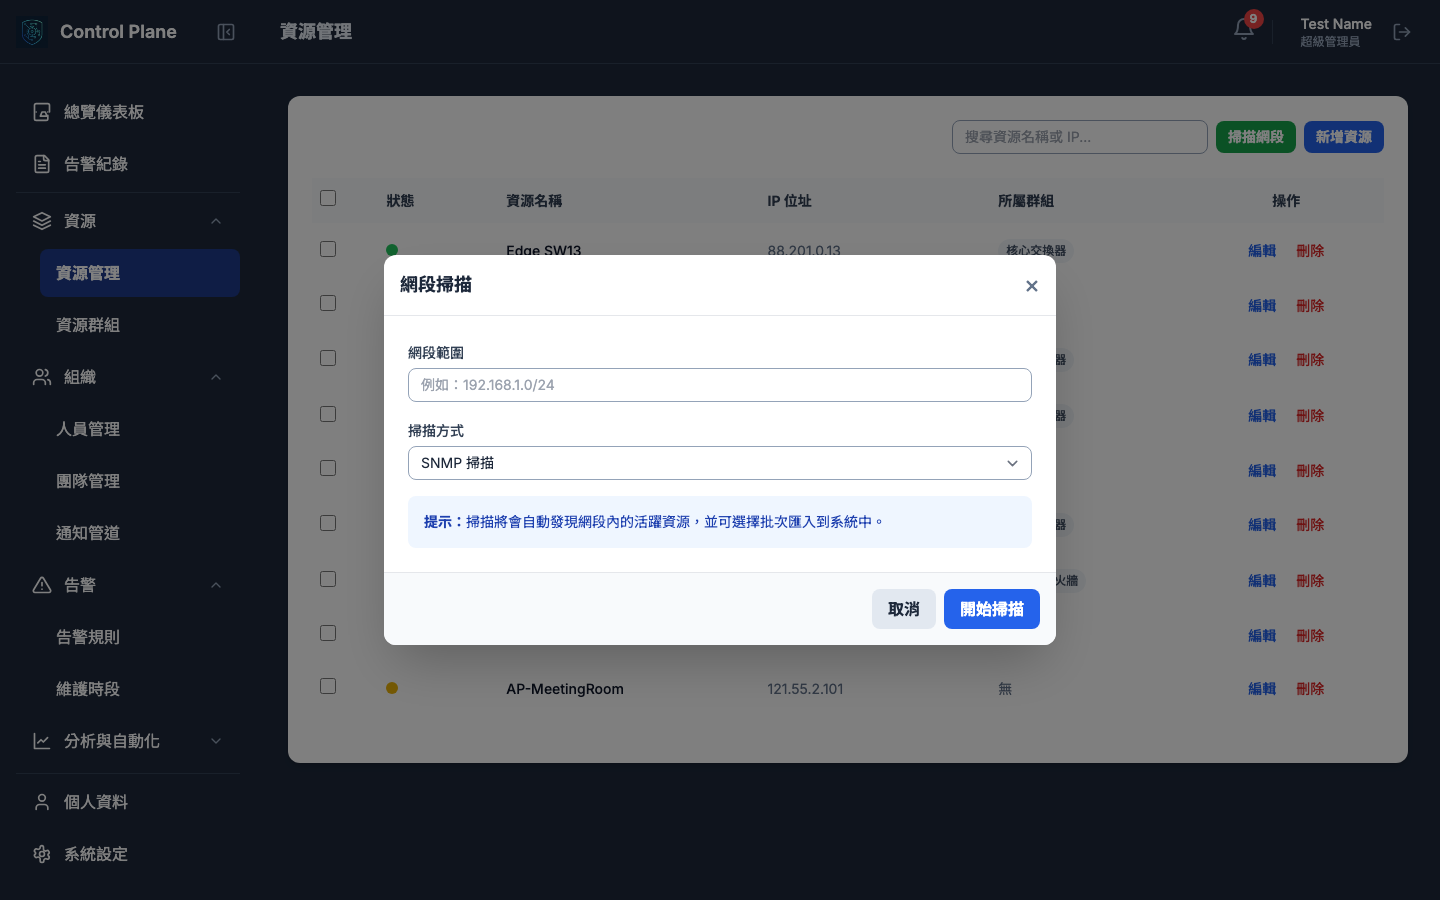 Control Plane
資源管理
9
Test Name
超級管理員
總覽儀表板
告警紀錄
資源
資源管理
資源群組
組織
人員管理
團隊管理
通知管道
告警
告警規則
維護時段
分析與自動化
個人資料
系統設定
搜尋資源名稱或 IP...
掃描網段
新增資源
狀態 資源名稱 IP 位址 所屬群組 操作
Edge SW13 88.201.0.13 核心交換器 編輯 刪除
編輯 刪除
器 編輯 刪除
器 編輯 刪除
編輯 刪除
器 編輯 刪除
火牆 編輯 刪除
編輯 刪除
AP-MeetingRoom 121.55.2.101 無 編輯 刪除
網段掃描
×
網段範圍
例如：192.168.1.0/24
掃描方式
SNMP 掃描
提示：掃描將會自動發現網段內的活躍資源，並可選擇批次匯入到系統中。
取消
開始掃描